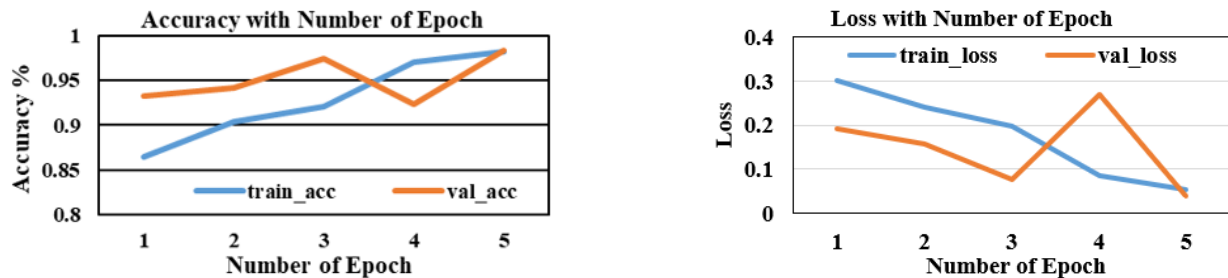 Accuracy with Number of Epoch
Accuracy %
1
0.95
0.9
0.85
0.8
train_acc
val_acc
1 2 3 4 5
Number of Epoch
Loss with Number of Epoch
Loss
0.4
0.3
0.2
0.1
0
train_loss
val_loss
1 2 3 4 5
Number of Epoch